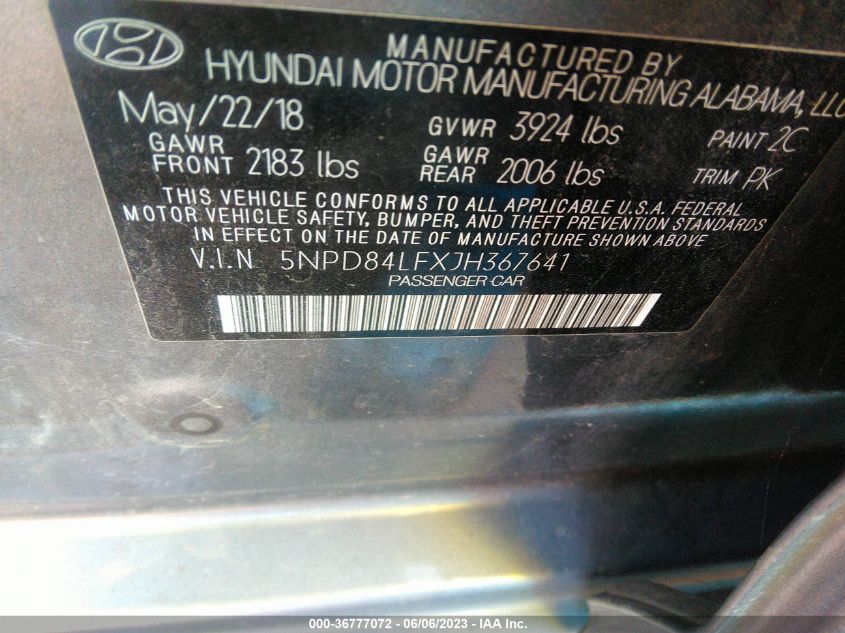 MANUFACTURED BY
HYUNDAI MOTOR MANUFACTURING ALABAMA, LLC
May/22/18 GVWR 3924 lbs PAINT 2C
GAWR FRONT 2183 lbs GAWR REAR 2006 lbs TRIM PK
THIS VEHICLE CONFORMS TO ALL APPLICABLE U.S.A. FEDERAL
MOTOR VEHICLE SAFETY, BUMPER, AND THEFT PREVENTION STANDARDS
IN EFFECT ON THE DATE OF MANUFACTURE SHOWN ABOVE
V.I.N 5NPD84LFXJH367641
PASSENGER CAR
000-36777072 - 06/06/2023 - IAA Inc.